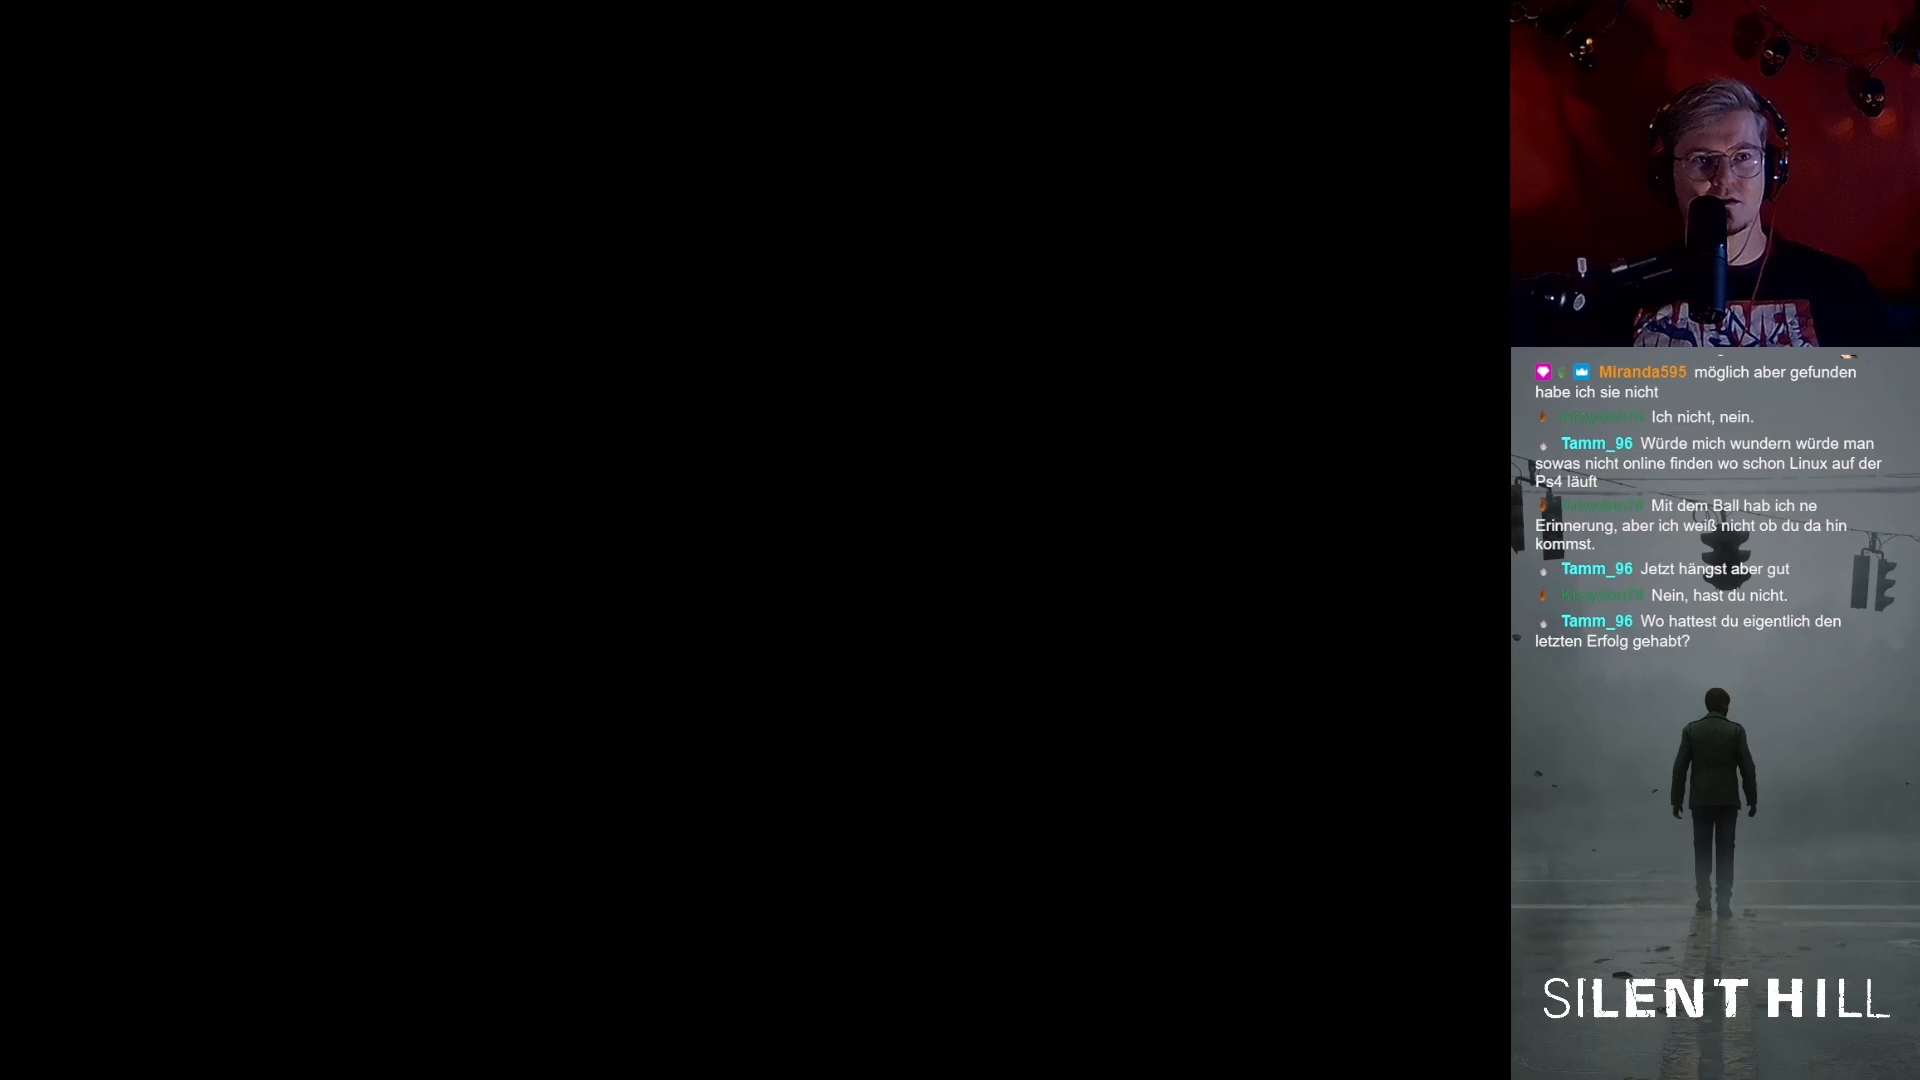 Miranda595 möglich aber gefunden
habe ich sie nicht
Ich nicht, nein.
Tamm_96 Würde mich wundern würde man
sowas nicht online finden wo schon Linux auf der
Ps4 läuft
Mit dem Ball hab ich ne
Erinnerung, aber ich weiß nicht ob du da hin
kommst.
Tamm_96 Jetzt hängst aber gut
Nein, hast du nicht.
Tamm_96 Wo hattest du eigentlich den
letzten Erfolg gehabt?
SILENT HILL